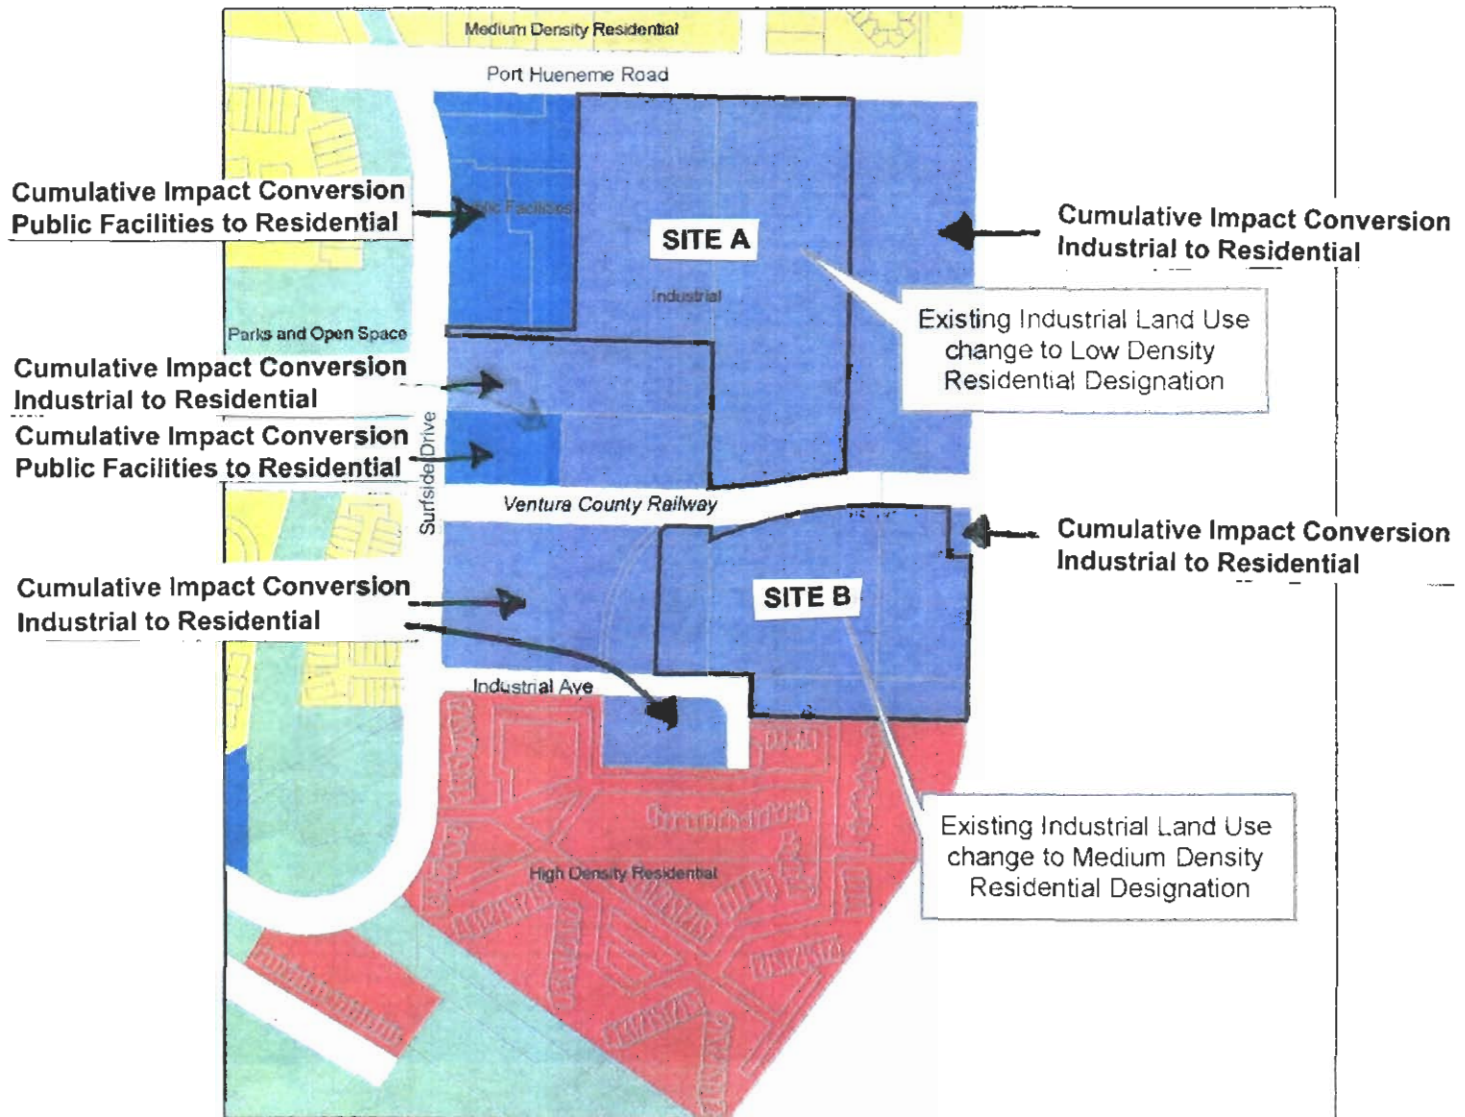 Medium Density Residential
Port Hueneme Road
Cumulative Impact Conversion
Public Facilities to Residential
Public Facilities
SITE A
Cumulative Impact Conversion
Industrial to Residential
Industrial
Existing Industrial Land Use
change to Low Density
Residential Designation
Parks and Open Space
Cumulative Impact Conversion
Industrial to Residential
Cumulative Impact Conversion
Public Facilities to Residential
Surfside Drive
Ventura County Railway
Cumulative Impact Conversion
Industrial to Residential
Cumulative Impact Conversion
Industrial to Residential
SITE B
Industrial Ave
Existing Industrial Land Use
change to Medium Density
Residential Designation
High Density Residential